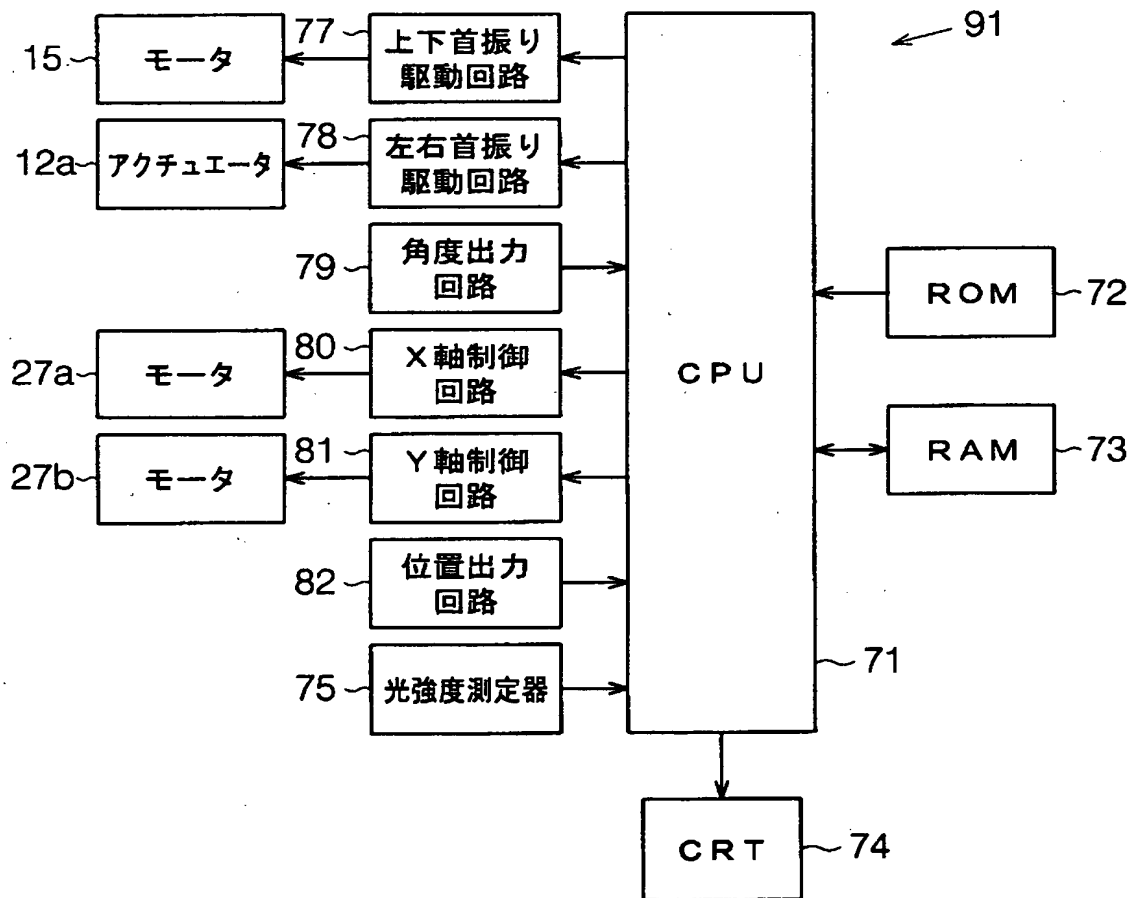 91
15
モータ
77
上下首振り
駆動回路
12a
アクチュエータ
78
左右首振り
駆動回路
79
角度出力
回路
CPU
ROM
72
27a
モータ
80
X軸制御
回路
27b
モータ
81
Y軸制御
回路
RAM
73
82
位置出力
回路
75
光強度測定器
71
CRT
74